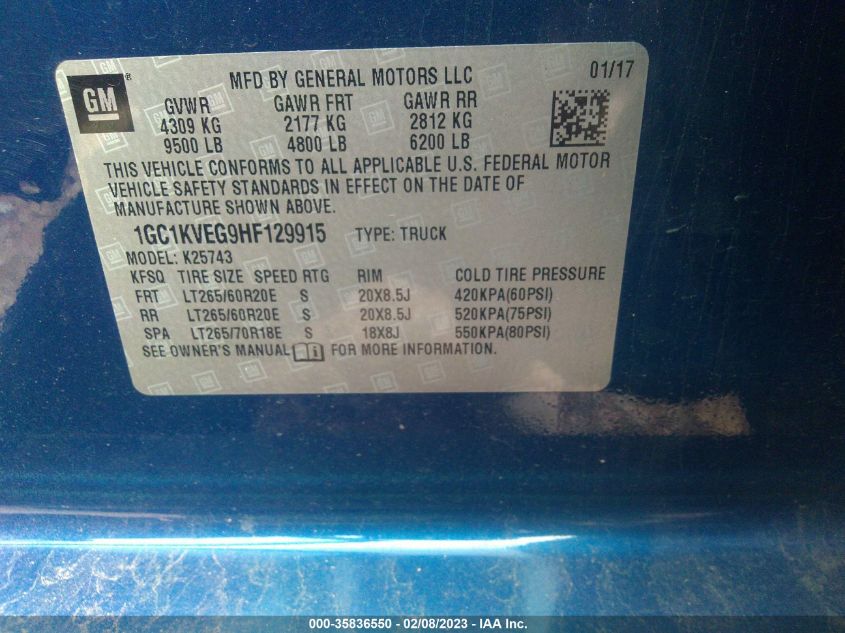 GM ®
MFD BY GENERAL MOTORS LLC 01/17
GVWR GAWR FRT GAWR RR
4309 KG 2177 KG 2812 KG
9500 LB 4800 LB 6200 LB
THIS VEHICLE CONFORMS TO ALL APPLICABLE U.S. FEDERAL MOTOR
VEHICLE SAFETY STANDARDS IN EFFECT ON THE DATE OF
MANUFACTURE SHOWN ABOVE.
1GC1KVEG9HF129915 TYPE: TRUCK
MODEL: K25743
KFSQ TIRE SIZE SPEED RTG RIM COLD TIRE PRESSURE
FRT LT265/60R20E S 20X8.5J 420KPA(60PSI)
RR LT265/60R20E S 20X8.5J 520KPA(75PSI)
SPA LT265/70R18E S 18X8J 550KPA(80PSI)
SEE OWNER'S MANUAL FOR MORE INFORMATION.
000-35836550 - 02/08/2023 - IAA Inc.